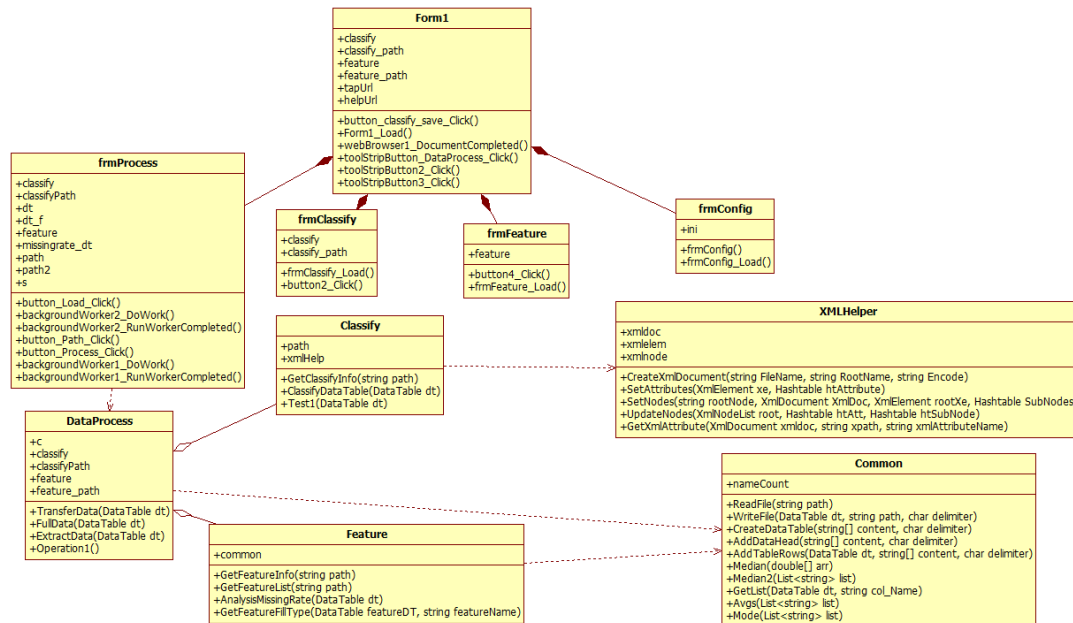 Form1
+classify
+classify_path
+feature
+feature_path
+tapUrl
+helpUrl
+button_classify_save_Click()
+Form1_Load()
+webBrowser1_DocumentCompleted()
+toolStripButton_DataProcess_Click()
+toolStripButton2_Click()
+toolStripButton3_Click()
frmProcess
+classify
+classifyPath
+dt
+dt_f
+feature
+missingrate_dt
+path
+path2
+s
+button_Load_Click()
+backgroundWorker2_DoWork()
+backgroundWorker2_RunWorkerCompleted()
+button_Path_Click()
+button_Process_Click()
+backgroundWorker1_DoWork()
+backgroundWorker1_RunWorkerCompleted()
frmClassify
+classify
+classify_path
+frmClassify_Load()
+button2_Click()
frmFeature
+feature
+button4_Click()
+frmFeature_Load()
frmConfig
+ini
+frmConfig()
+frmConfig_Load()
Classify
+path
+xmlHelp
+GetClassifyInfo(string path)
+ClassifyDataTable(DataTable dt)
+Test1(DataTable dt)
XMLHelper
+xmldoc
+xmlelem
+xmlnode
+CreateXmlDocument(string FileName, string RootName, string Encode)
+SetAttributes(XmlElement xe, Hashtable htAttribute)
+SetNodes(string rootNode, XmlDocument XmlDoc, XmlElement rootXe, Hashtable SubNodes)
+UpdateNodes(XmlNodeList root, Hashtable htAtt, Hashtable htSubNode)
+GetXmlAttribute(XmlDocument xmldoc, string xpath, string xmlAttributeName)
DataProcess
+c
+classify
+classifyPath
+feature
+feature_path
+TransferData(DataTable dt)
+FullData(DataTable dt)
+ExtractData(DataTable dt)
+Operation1()
Feature
+common
+GetFeatureInfo(string path)
+GetFeatureList(string path)
+AnalysisMissingRate(DataTable dt)
+GetFeatureFillType(DataTable featureDT, string featureName)
Common
+nameCount
+ReadFile(string path)
+WriteFile(DataTable dt, string path, char delimiter)
+CreateDataTable(string[] content, char delimiter)
+AddDataHead(string[] content, char delimiter)
+AddTableRows(DataTable dt, string[] content, char delimiter)
+Median(double[] arr)
+Median2(List<string> list)
+GetList(DataTable dt, string col_Name)
+Avgs(List<string> list)
+Mode(List<string> list)